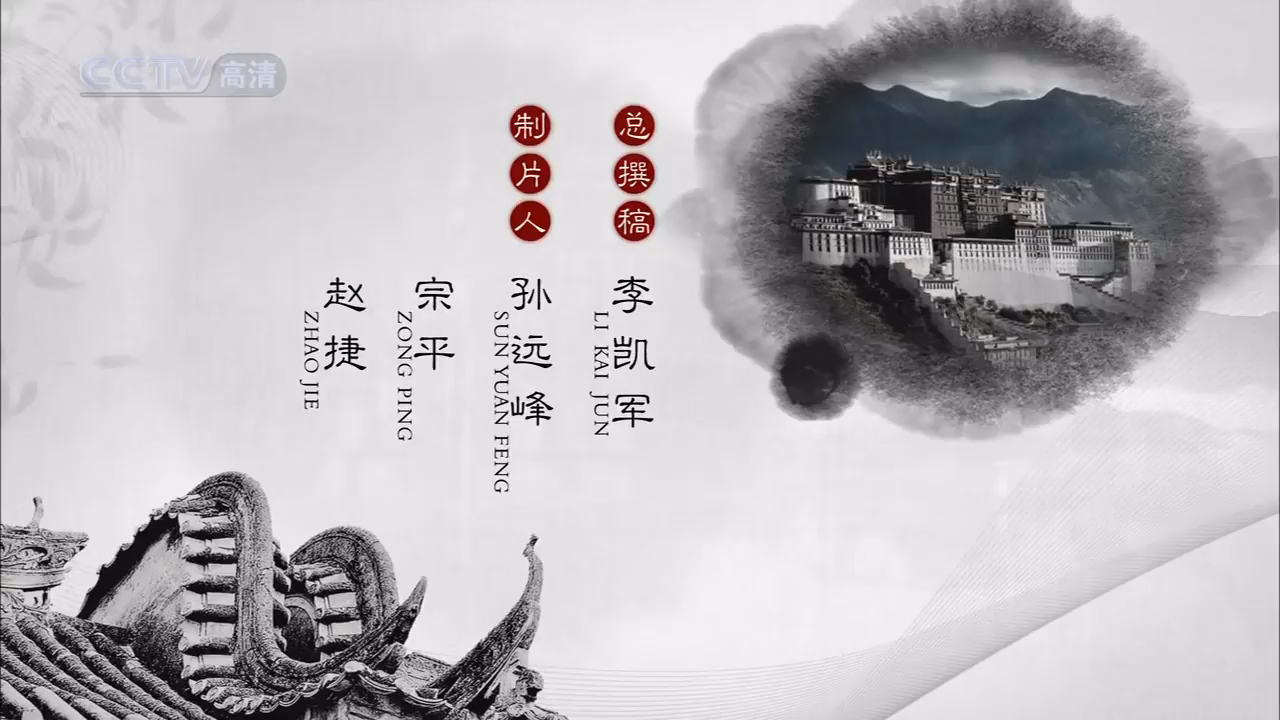 CCTV高清
总撰稿
李凯军
LI KAI JUN
制片人
孙远峰
SUN YUAN FENG
宗平
ZONG PING
赵捷
ZHAO JIE